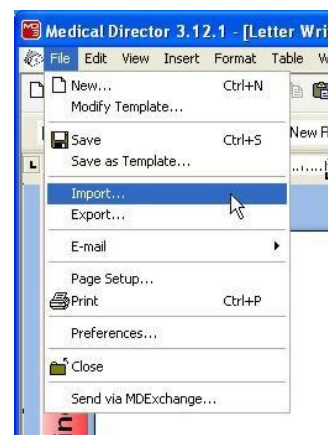 Medical Director 3.12.1 - [Letter Wri
File Edit View Insert Format Table W
New... Ctrl+N
Modify Template...
New
Save Ctrl+S
Save as Template...
Import...
Export...
E-mail
Page Setup...
Print Ctrl+P
Preferences...
Close
Send via MDExchange...